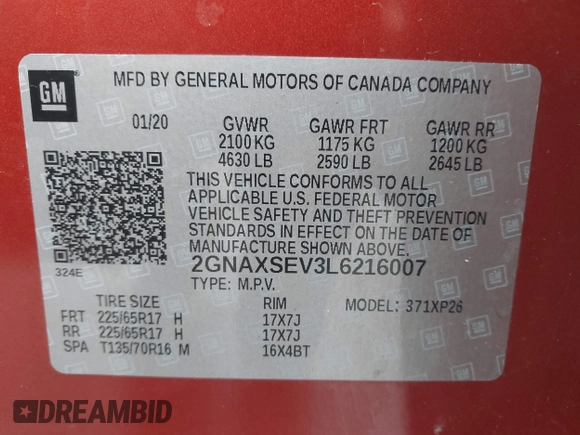 GM
MFD BY GENERAL MOTORS OF CANADA COMPANY
01/20 GVWR GAWR FRT GAWR RR
2100 KG 1175 KG 1200 KG
4630 LB 2590 LB 2645 LB
THIS VEHICLE CONFORMS TO ALL
APPLICABLE U.S. FEDERAL MOTOR
VEHICLE SAFETY AND THEFT PREVENTION
STANDARDS IN EFFECT ON THE DATE OF
MANUFACTURE SHOWN ABOVE.
324E
2GNAXSEV3L6216007
TYPE: M.P.V.
TIRE SIZE RIM MODEL: 371XP26
FRT 225/65R17 H 17X7J
RR 225/65R17 H 17X7J
SPA T135/70R16 M 16X4BT
DREAMBID